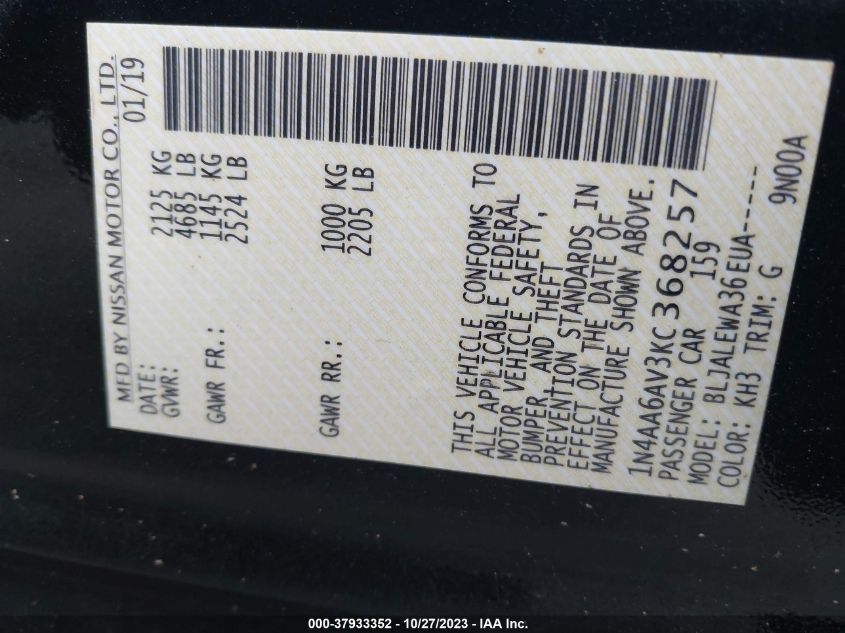 MFD BY NISSAN MOTOR CO., LTD.
DATE: 01/19
GVWR: 2125 KG
4685 LB
GAWR FR.: 1145 KG
2524 LB
GAWR RR.: 1000 KG
2205 LB
THIS VEHICLE CONFORMS TO
ALL APPLICABLE FEDERAL
MOTOR VEHICLE SAFETY,
BUMPER, AND THEFT
PREVENTION STANDARDS IN
EFFECT ON THE DATE OF
MANUFACTURE SHOWN ABOVE.
1N4AA6AV3KC368257
PASSENGER CAR 159
MODEL: BLJALEWA36EUA-----
COLOR: KH3 TRIM: G 9N00A
000-37933352 - 10/27/2023 - IAA Inc.